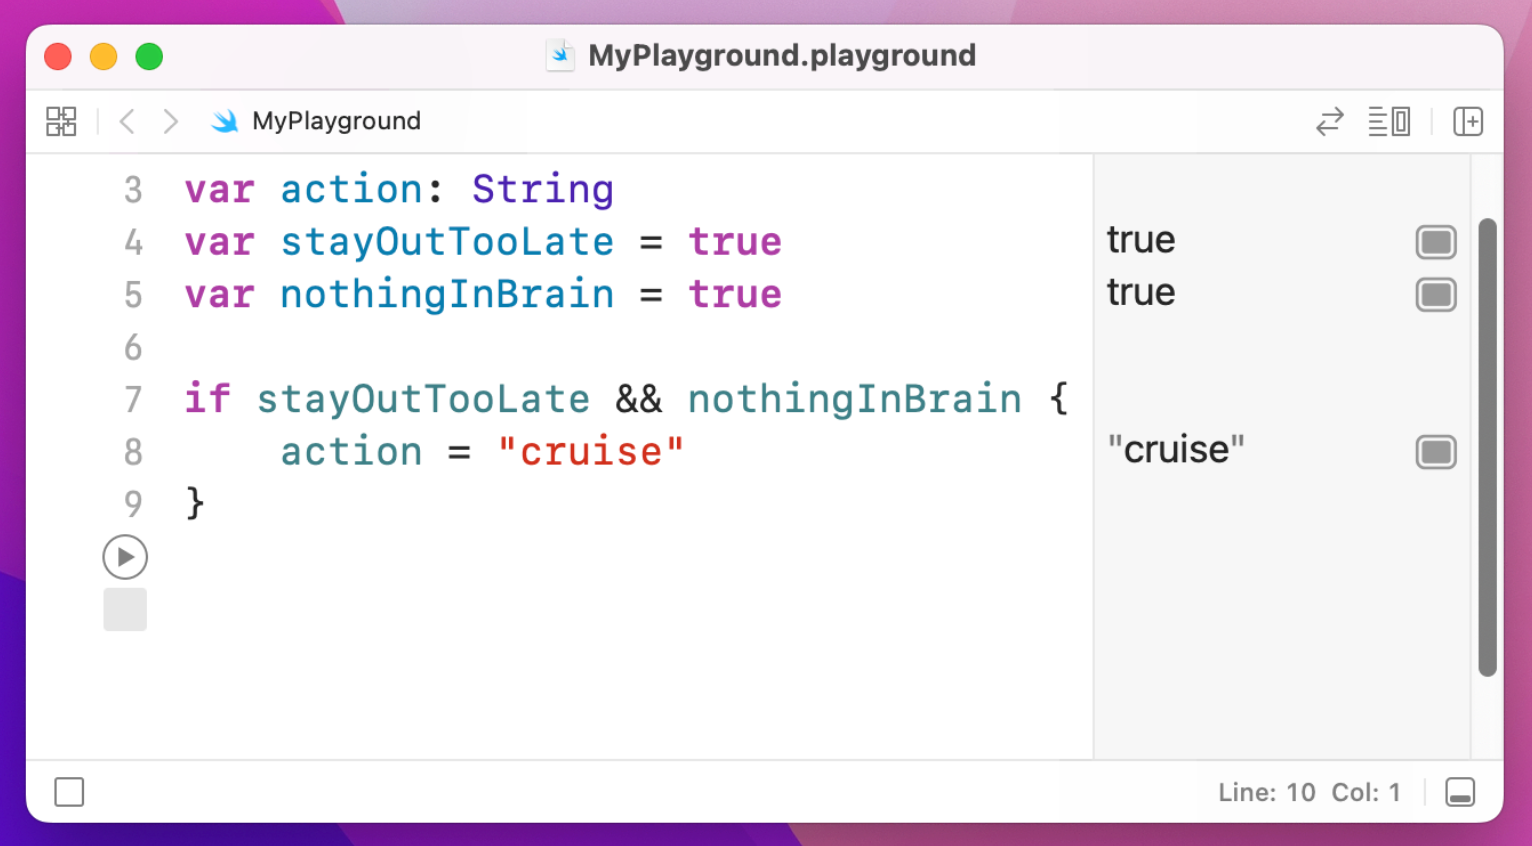 MyPlayground.playground
MyPlayground
3 var action: String
4 var stayOutTooLate = true true
5 var nothingInBrain = true true
6
7 if stayOutTooLate && nothingInBrain {
8     action = "cruise" "cruise"
9 }
Line: 10 Col: 1